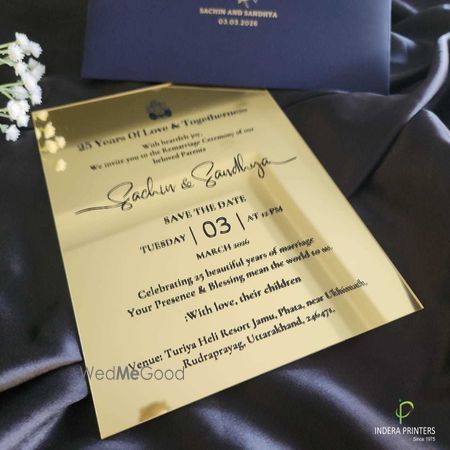 SACHIN AND SANDHYA
03.03.2026
25 Years Of Love & Togetherness
With heartfelt joy,
We invite you to the Remarriage Ceremony of our
beloved Parents
Sachin & Sandhya
SAVE THE DATE
TUESDAY | 03 | AT 12 PM
MARCH 2026
Celebrating 25 beautiful years of marriage
Your Presence & Blessing mean the world to us.
:With love, their children
Venue: Turiya Heli Resort Jamu, Phata, near Ukhimath,
Rudraprayag, Uttarakhand, 246471,
WedMeGood
INDERA PRINTERS
Since 1975